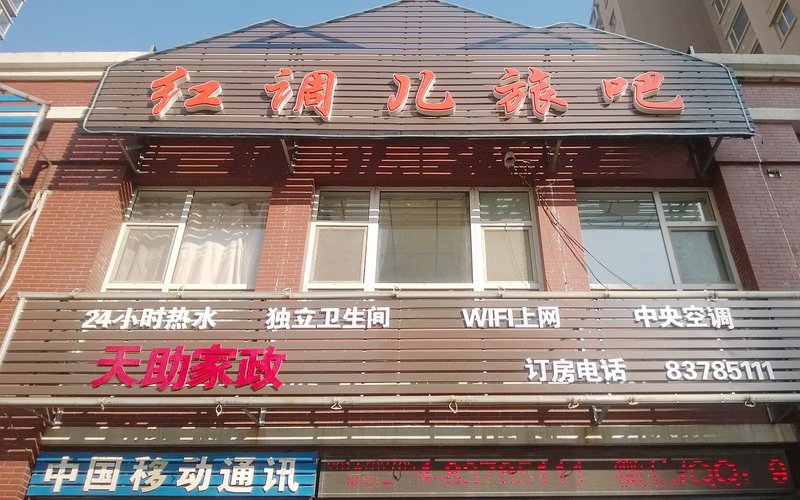 红调儿旅吧
24小时热水 独立卫生间 WIFI上网 中央空调
天助家政 订房电话 83785111
中国移动通讯